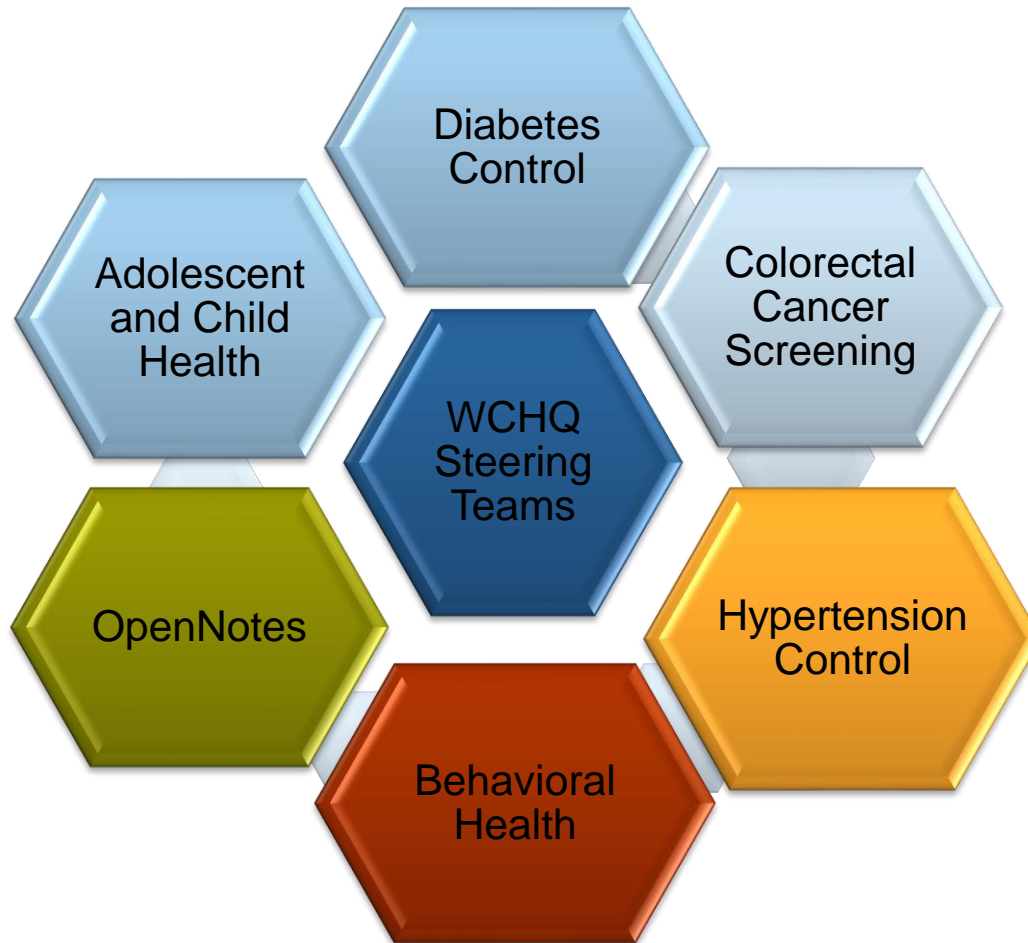 Diabetes
Control
Adolescent
and Child
Health
Colorectal
Cancer
Screening
WCHQ
Steering
Teams
OpenNotes
Hypertension
Control
Behavioral
Health